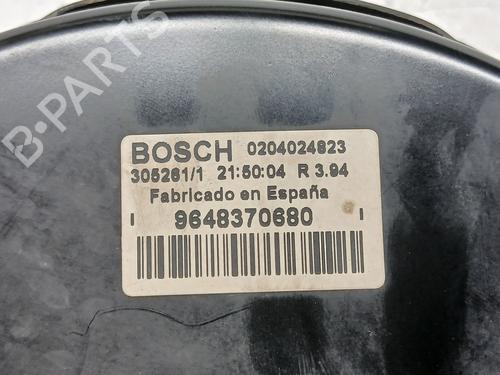 B-PARTS
BOSCH 0204024823
305261/1 21:50:04 R 3.94
Fabricado en España
9648370680